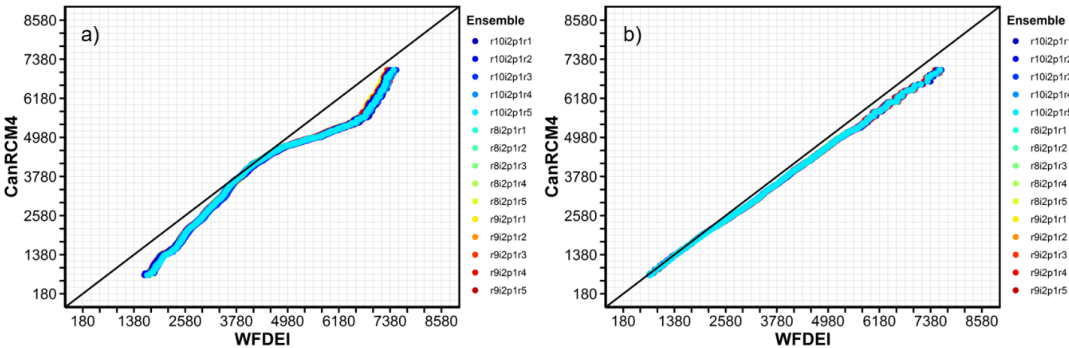 a)
CanRCM4
8580
7380
6180
4980
3780
2580
1380
180
180 1380 2580 3780 4980 6180 7380 8580
WFDEI
Ensemble
r10i2p1r1
r10i2p1r2
r10i2p1r3
r10i2p1r4
r10i2p1r5
r8i2p1r1
r8i2p1r2
r8i2p1r3
r8i2p1r4
r8i2p1r5
r9i2p1r1
r9i2p1r2
r9i2p1r3
r9i2p1r4
r9i2p1r5
b)
CanRCM4
8580
7380
6180
4980
3780
2580
1380
180
180 1380 2580 3780 4980 6180 7380 8580
WFDEI
Ensemble
r10i2p1r1
r10i2p1r2
r10i2p1r3
r10i2p1r4
r10i2p1r5
r8i2p1r1
r8i2p1r2
r8i2p1r3
r8i2p1r4
r8i2p1r5
r9i2p1r1
r9i2p1r2
r9i2p1r3
r9i2p1r4
r9i2p1r5